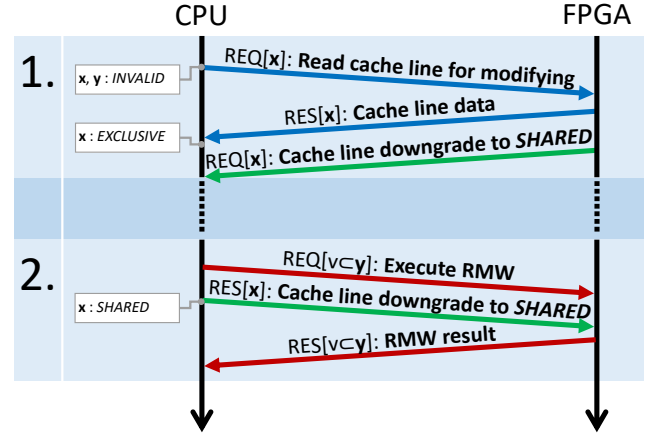 CPU
FPGA
1.
REQ[x]: Read cache line for modifying
x, y : INVALID
RES[x]: Cache line data
x : EXCLUSIVE
REQ[x]: Cache line downgrade to SHARED
2.
REQ[v⊂y]: Execute RMW
RES[x]: Cache line downgrade to SHARED
x : SHARED
RES[v⊂y]: RMW result